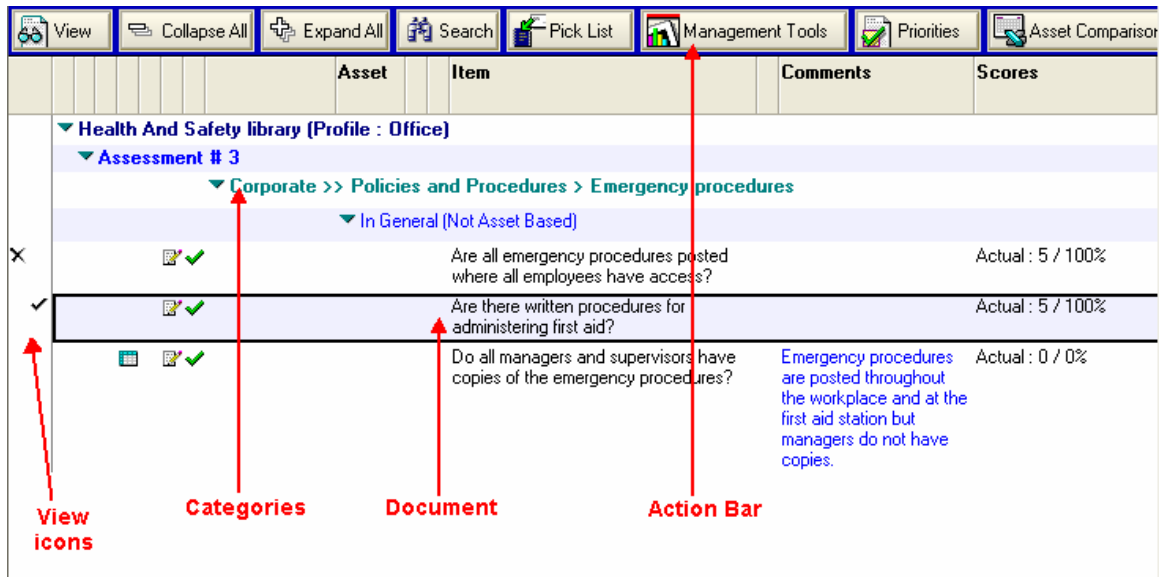 View Collapse All Expand All Search Pick List Management Tools Priorities Asset Comparison
Asset Item Comments Scores
Health And Safety library (Profile : Office)
Assessment # 3
Corporate >> Policies and Procedures > Emergency procedures
In General (Not Asset Based)
Are all emergency procedures posted Actual : 5 / 100%
where all employees have access?
Are there written procedures for Actual : 5 / 100%
administering first aid?
Do all managers and supervisors have Emergency procedures Actual : 0 / 0%
copies of the emergency procedures? are posted throughout
the workplace and at the
first aid station but
managers do not have
copies.
View Categories Document Action Bar
icons